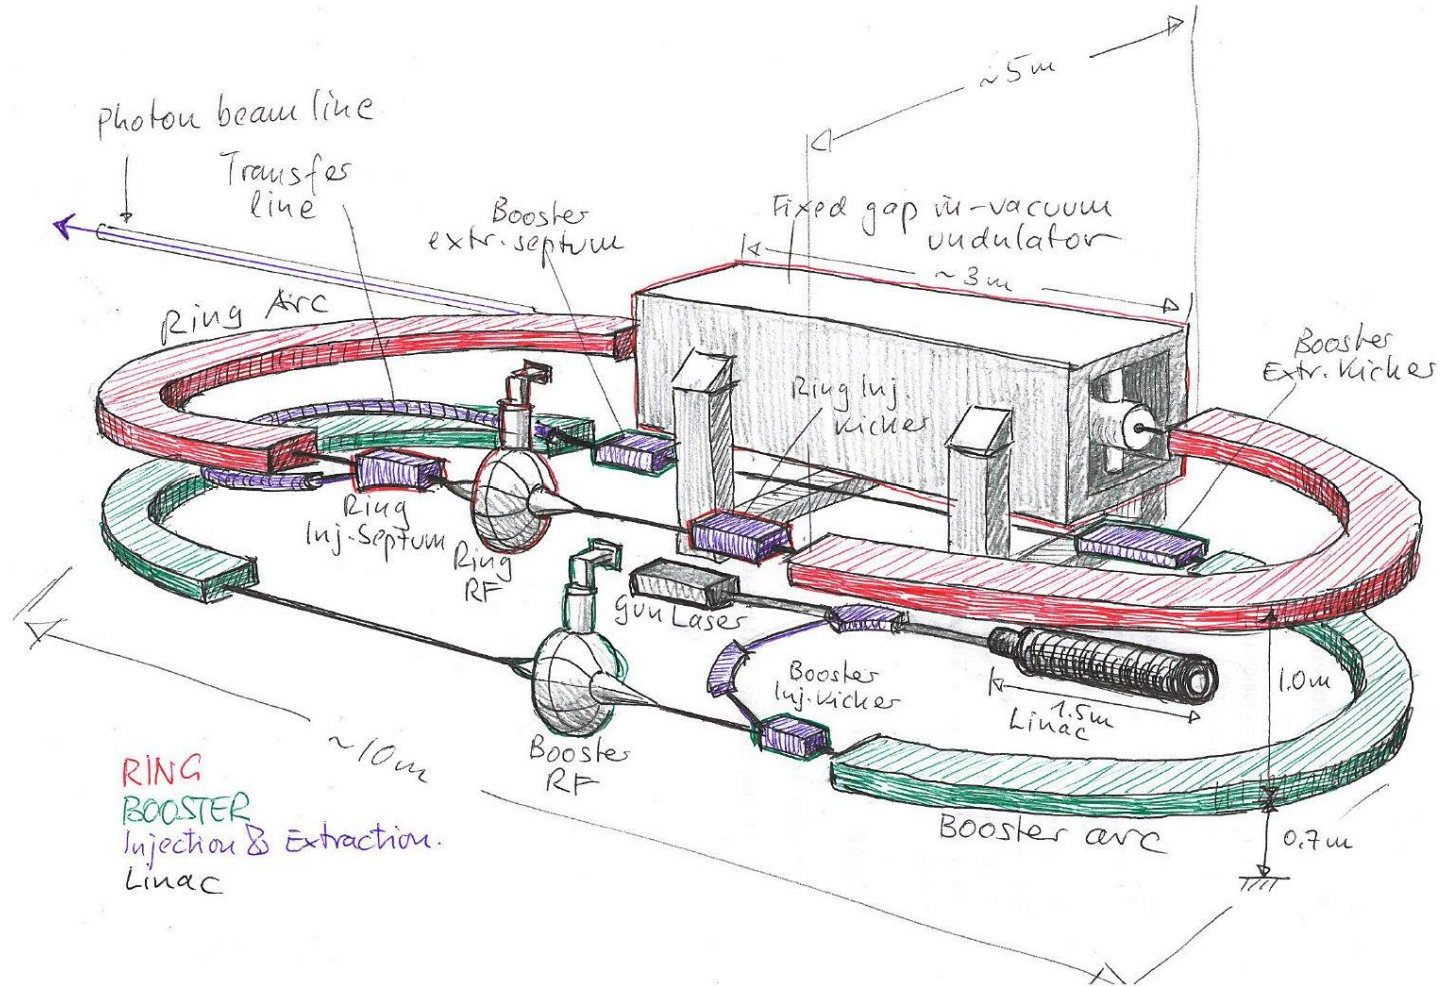 ~5m
Photon beam line
Transfer
line
Booster
extr. septum
Fixed gap in-vacuum
undulator
~3m
Ring Arc
Booster
Extr. Kicker
Ring Inj.
Kicker
Ring
Inj. Septum
Ring
RF
Gun Laser
Booster
Inj. Kicker
1.5m
Linac
1.0m
~10m
Booster
RF
RING
BOOSTER
Injection & Extraction.
Linac
Booster arc
0.7m